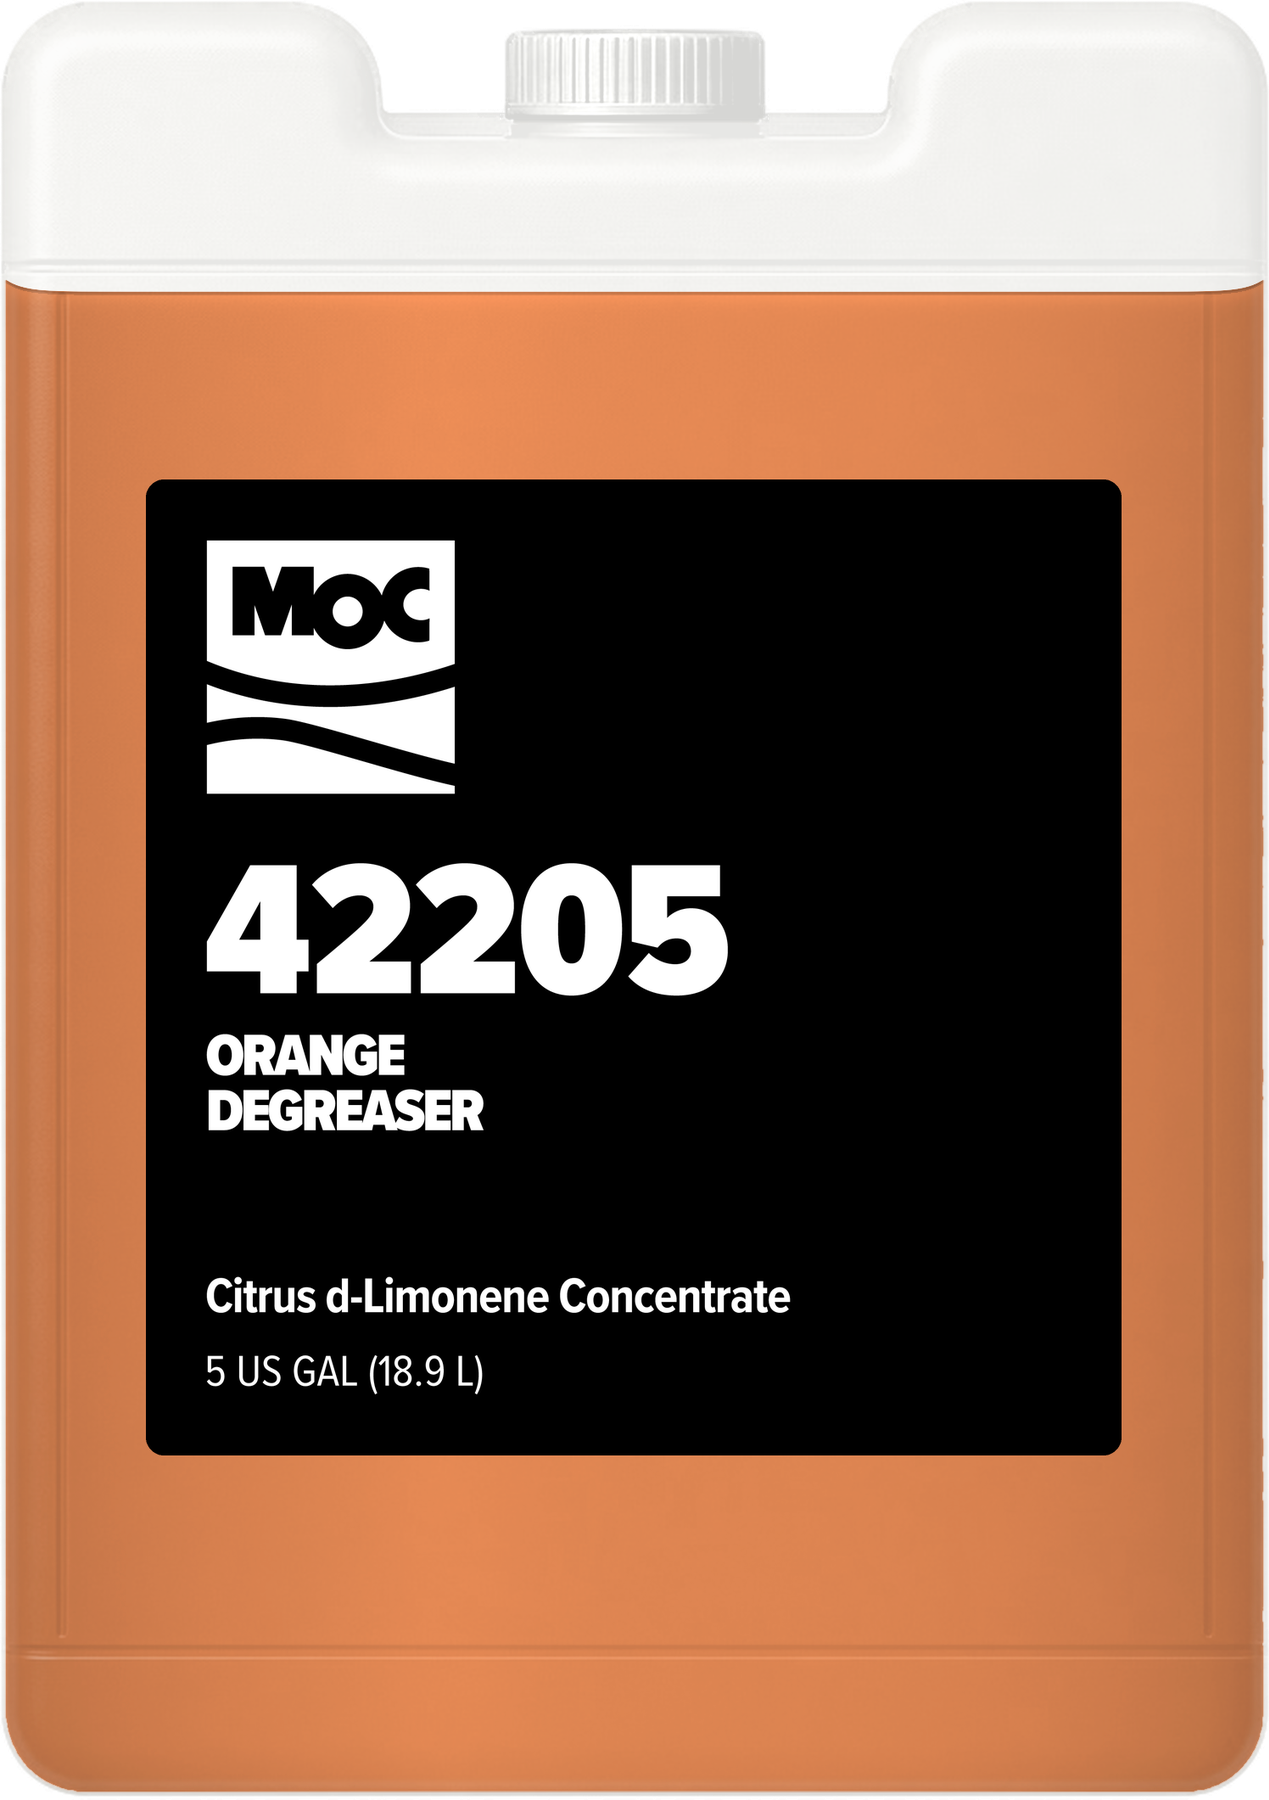 MOC
42205
ORANGE
DEGREASER
Citrus d-Limonene Concentrate
5 US GAL (18.9 L)